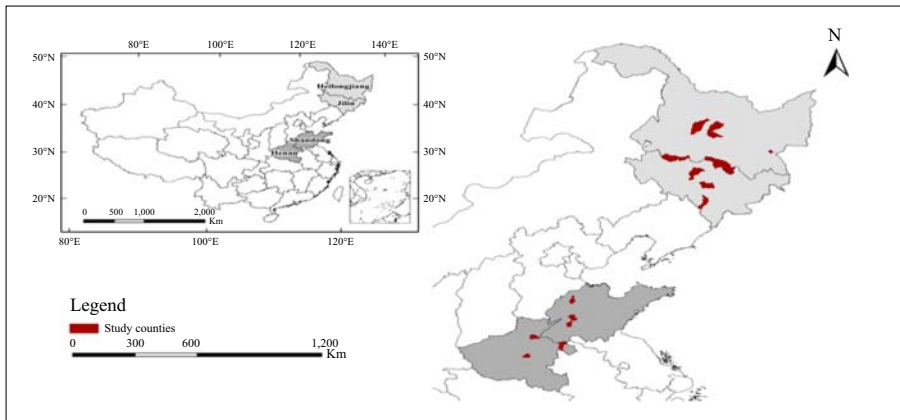 80°E 100°E 120°E 140°E
50°N 50°N
Heilongjiang
Jilin
40°N 40°N
Shandong
Henan
30°N 30°N
20°N 20°N
0 500 1,000 2,000
Km
80°E 100°E 120°E
N
Legend
Study counties
0 300 600 1,200
Km